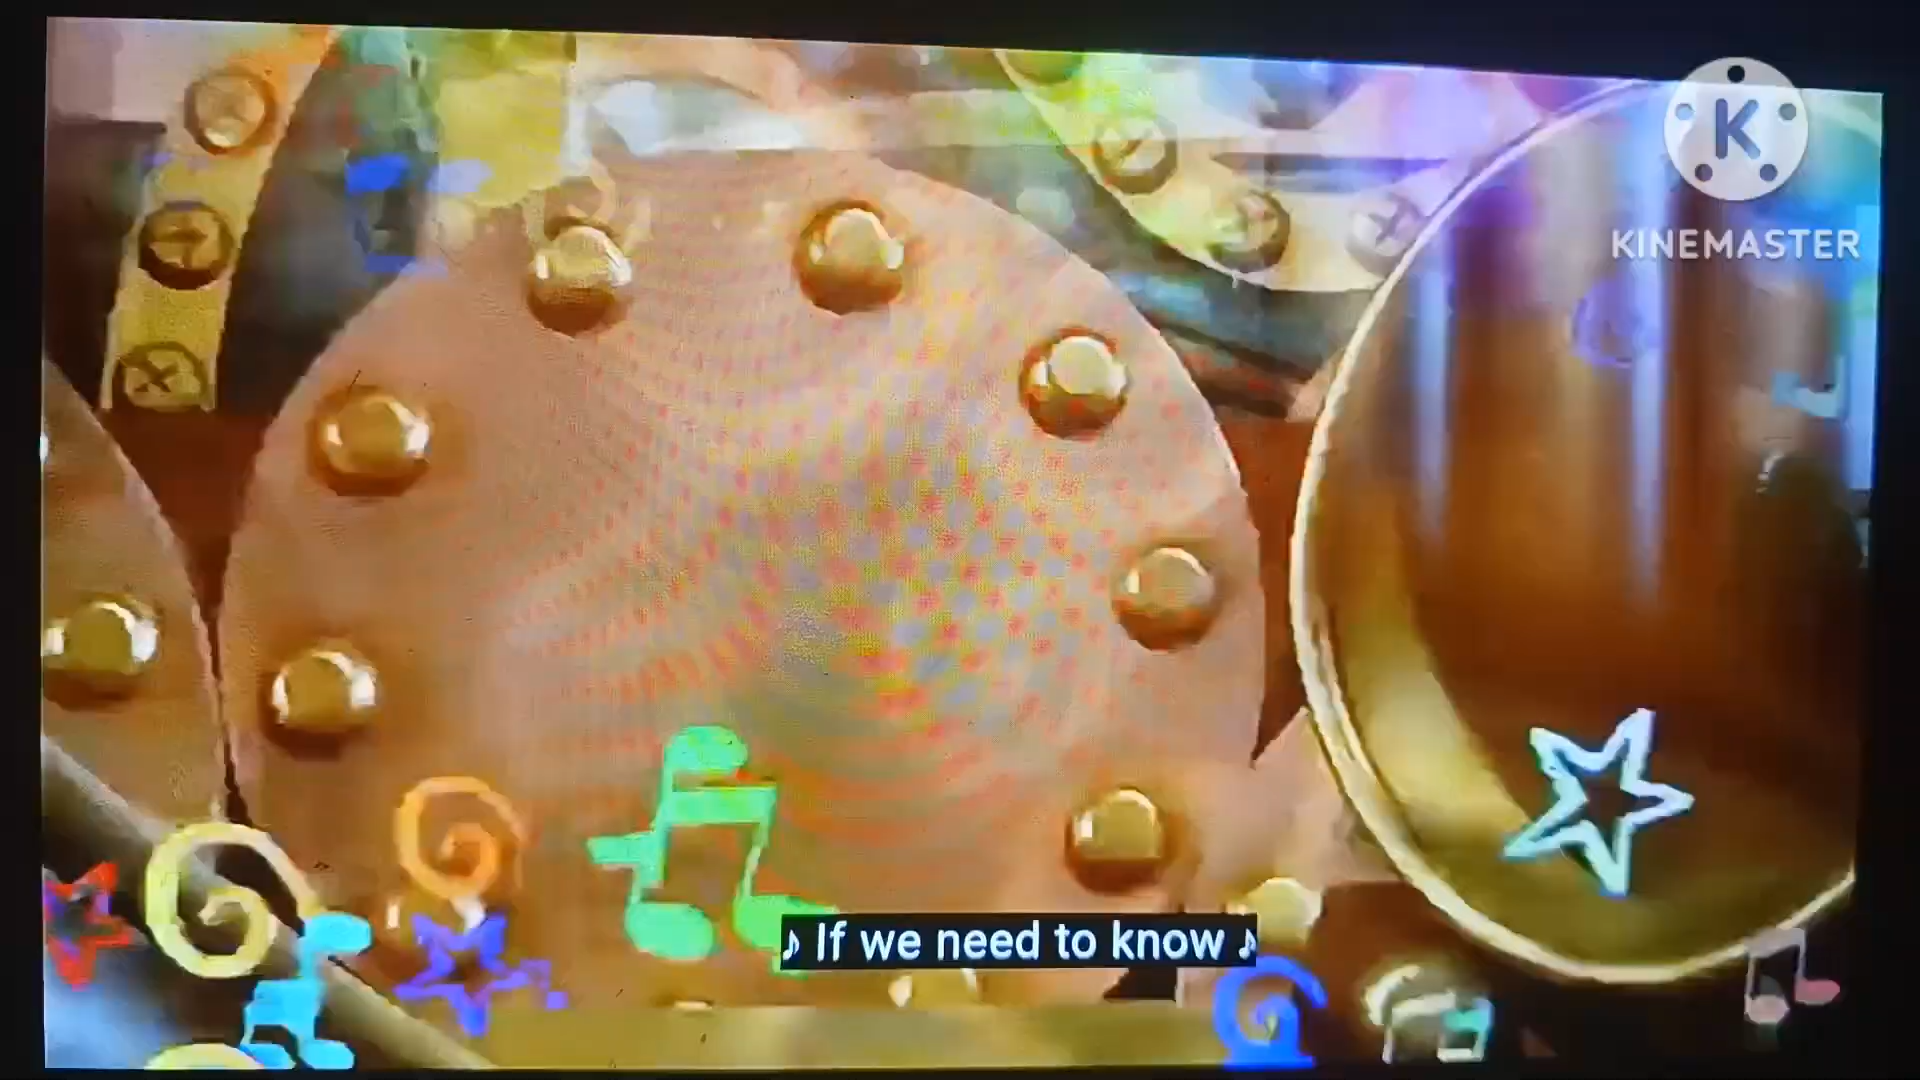 K
KINEMASTER
♪ If we need to know ♪